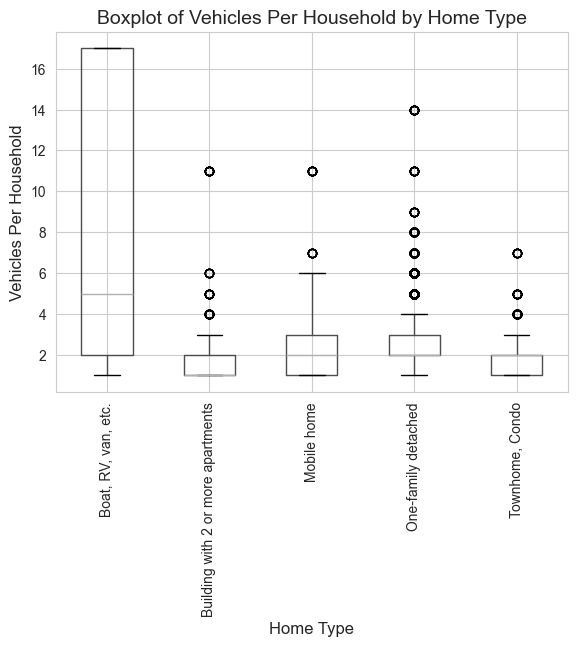 Boxplot of Vehicles Per Household by Home Type
Vehicles Per Household
16
14
12
10
8
6
4
2
Boat, RV, van, etc.
Building with 2 or more apartments
Mobile home
One-family detached
Townhome, Condo
Home Type